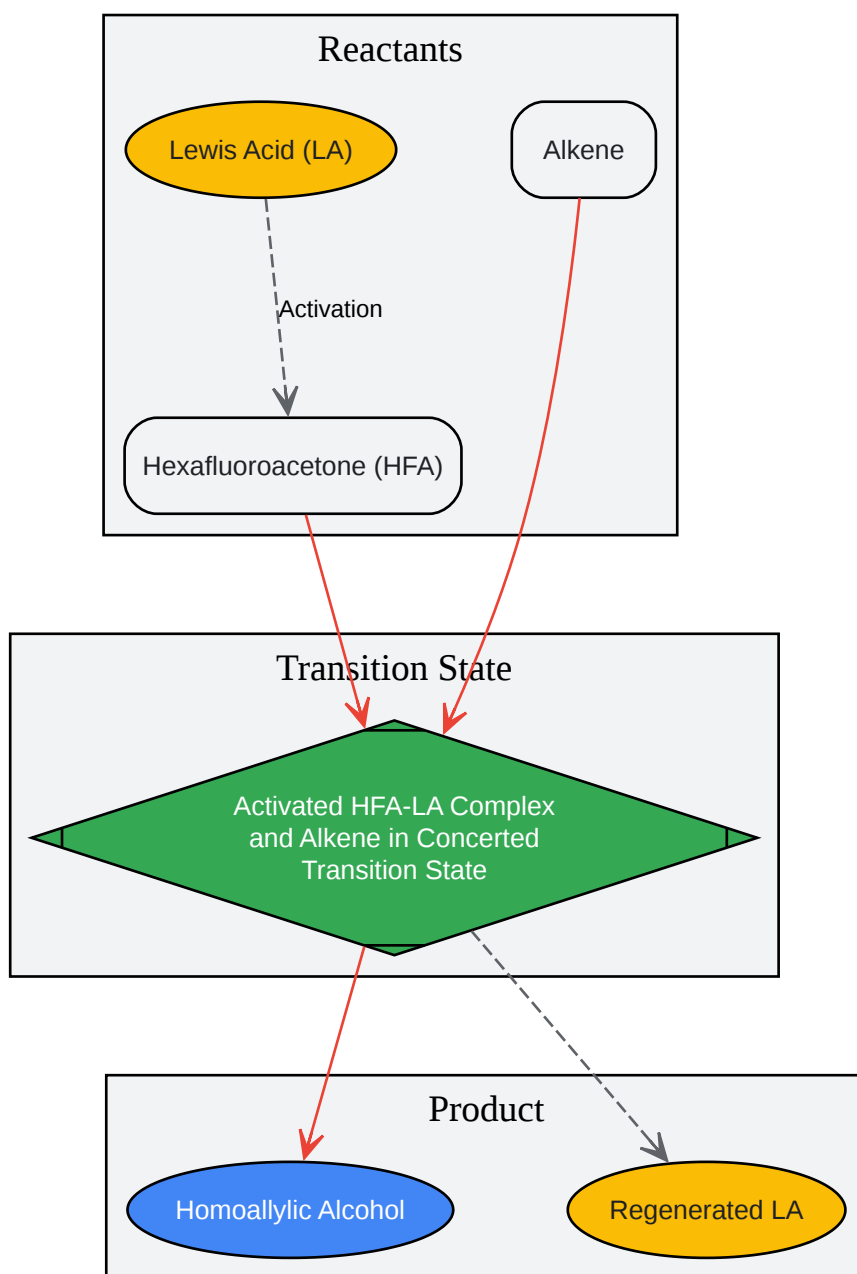 Reactants
Lewis Acid (LA)
Alkene
Activation
Hexafluoroacetone (HFA)
Transition State
Activated HFA-LA Complex
and Alkene in Concerted
Transition State
Product
Homoallylic Alcohol
Regenerated LA